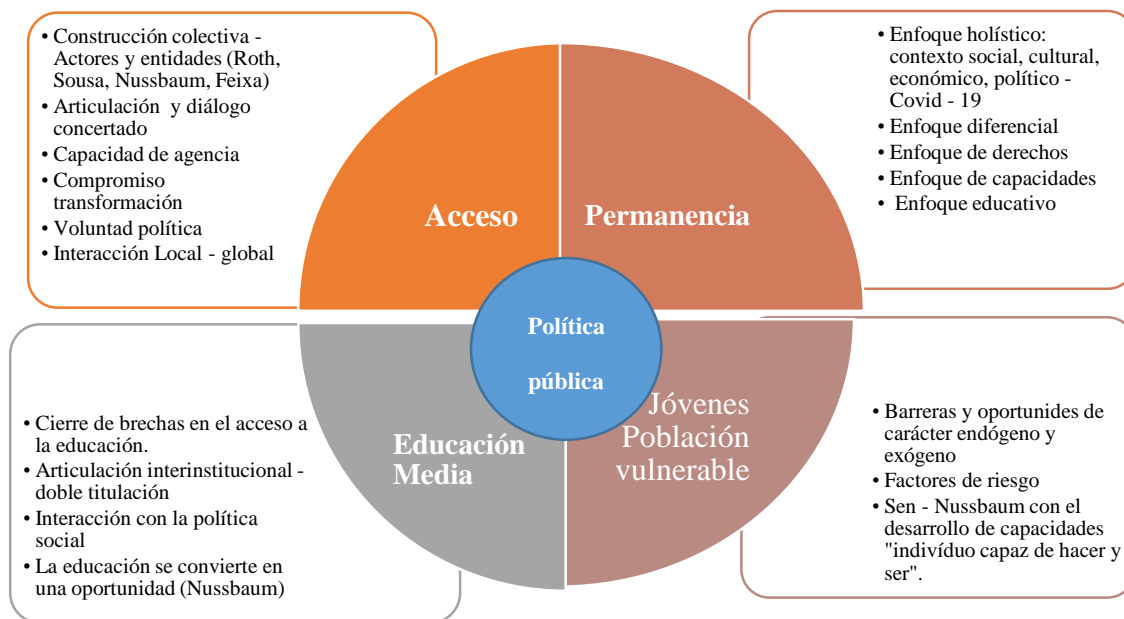 • Construcción colectiva -
Actores y entidades (Roth,
Sousa, Nussbaum, Feixa)
• Articulación y diálogo
concertado
• Capacidad de agencia
• Compromiso
transformación
• Voluntad política
• Interacción Local - global
• Enfoque holístico:
contexto social, cultural,
económico, político -
Covid - 19
• Enfoque diferencial
• Enfoque de derechos
• Enfoque de capacidades
• Enfoque educativo
Acceso
Permanencia
Política
pública
Educación
Media
Jóvenes
Población
vulnerable
• Cierre de brechas en el acceso a
la educación.
• Articulación interinstitucional -
doble titulación
• Interacción con la política
social
• La educación se convierte en
una oportunidad (Nussbaum)
• Barreras y oportunides de
carácter endógeno y
exógeno
• Factores de riesgo
• Sen - Nussbaum con el
desarrollo de capacidades
"indivíduo capaz de hacer y
ser".